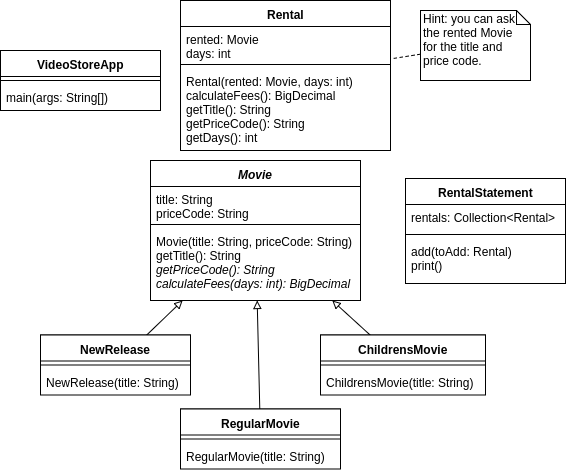 Rental
rented: Movie
days: int
Rental(rented: Movie, days: int)
calculateFees(): BigDecimal
getTitle(): String
getPriceCode(): String
getDays(): int
Hint: you can ask
the rented Movie
for the title and
price code.
VideoStoreApp
main(args: String[])
Movie
title: String
priceCode: String
Movie(title: String, priceCode: String)
getTitle(): String
getPriceCode(): String
calculateFees(days: int): BigDecimal
RentalStatement
rentals: Collection<Rental>
add(toAdd: Rental)
print()
NewRelease
NewRelease(title: String)
ChildrensMovie
ChildrensMovie(title: String)
RegularMovie
RegularMovie(title: String)